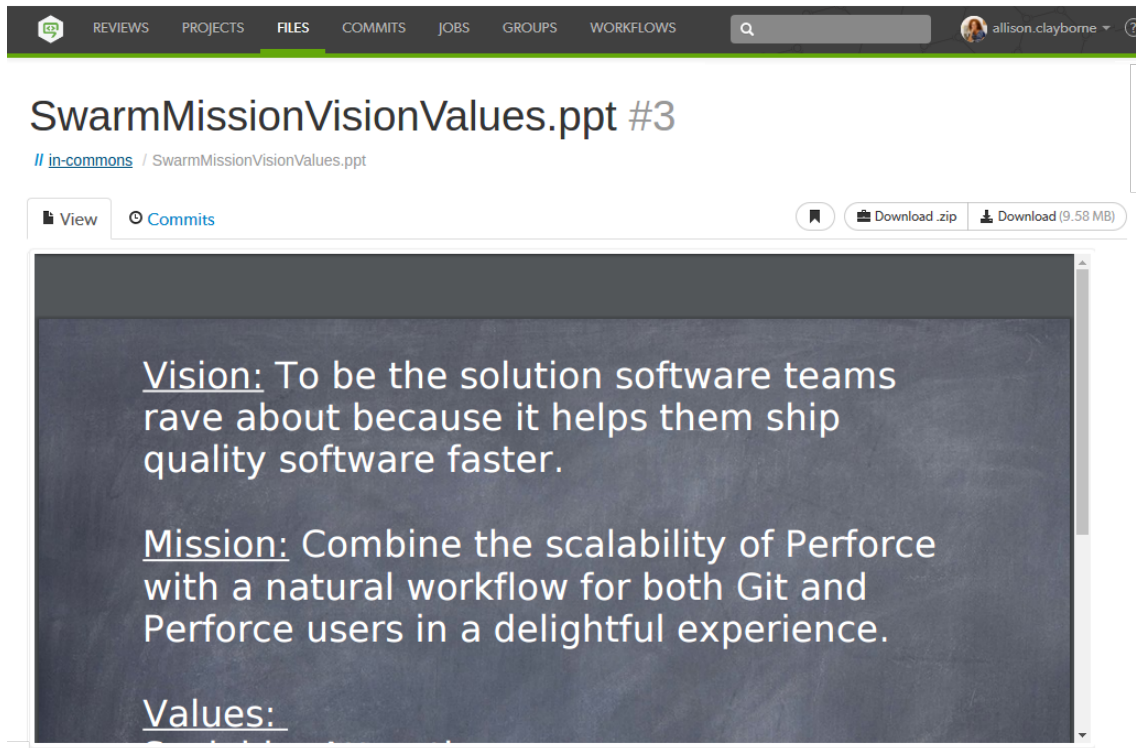 REVIEWS PROJECTS FILES COMMITS JOBS GROUPS WORKFLOWS allison.clayborne
SwarmMissionVisionValues.ppt #3
// in-commons / SwarmMissionVisionValues.ppt
View Commits Download .zip Download (9.58 MB)
Vision: To be the solution software teams
rave about because it helps them ship
quality software faster.
Mission: Combine the scalability of Perforce
with a natural workflow for both Git and
Perforce users in a delightful experience.
Values: